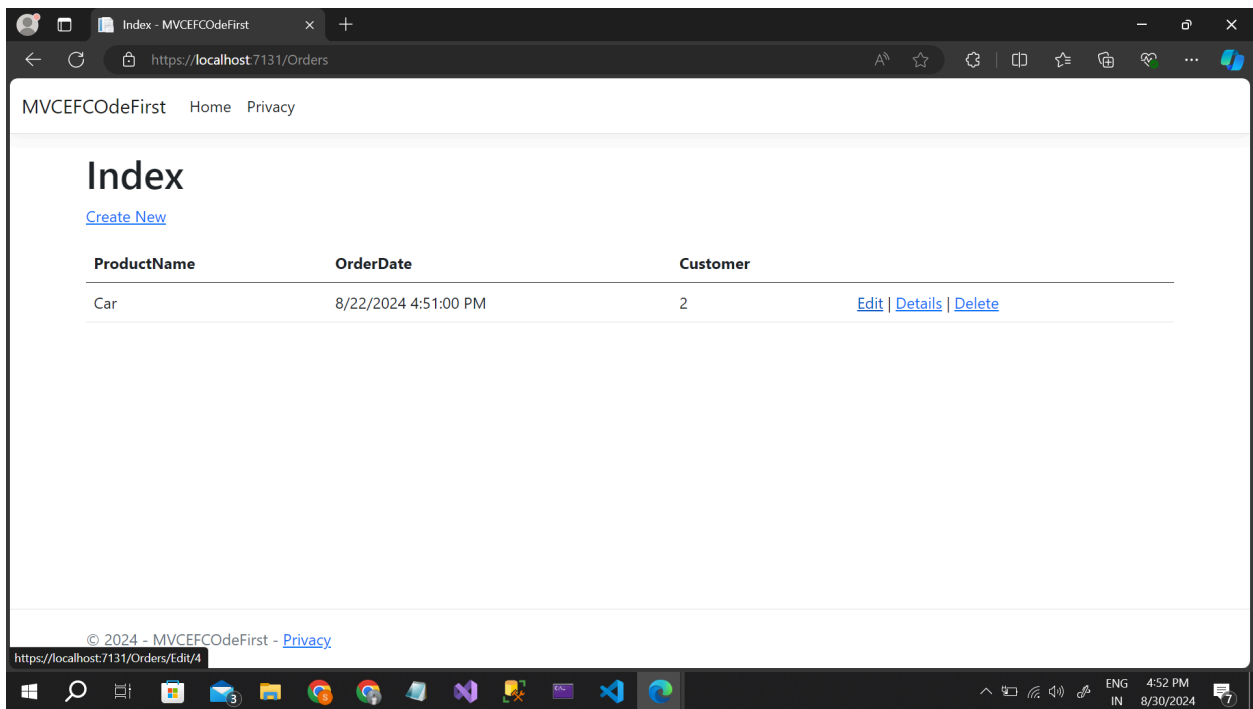 Index - MVCEFCOdeFirst
https://localhost:7131/Orders
MVCEFCOdeFirst Home Privacy
Index
Create New
ProductName OrderDate Customer
Car 8/22/2024 4:51:00 PM 2 Edit | Details | Delete
© 2024 - MVCEFCOdeFirst - Privacy
https://localhost:7131/Orders/Edit/4
3
ENG 4:52 PM
IN 8/30/2024
7